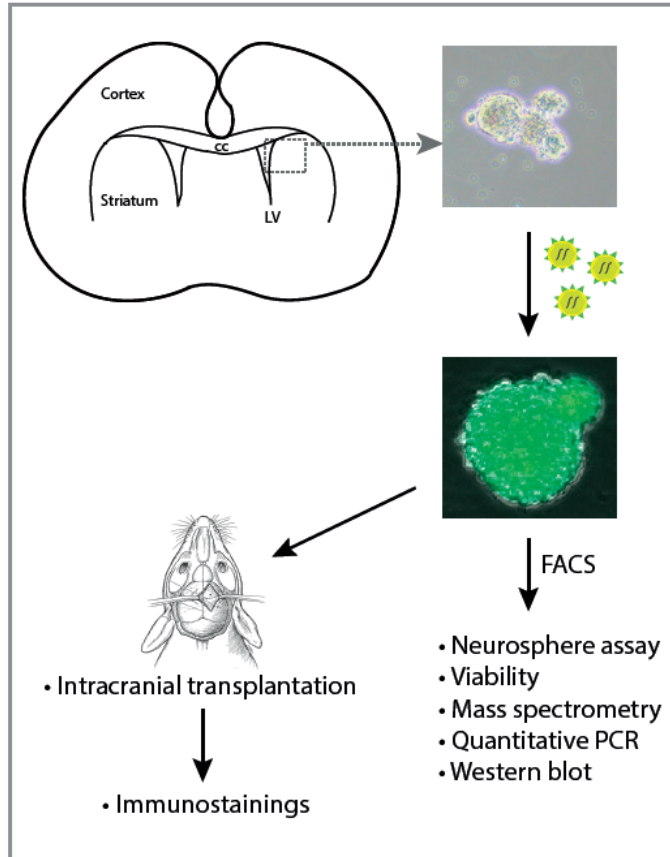 Cortex
cc
Striatum
LV
FACS
• Neurosphere assay
• Viability
• Mass spectrometry
• Quantitative PCR
• Western blot
• Intracranial transplantation
• Immunostainings